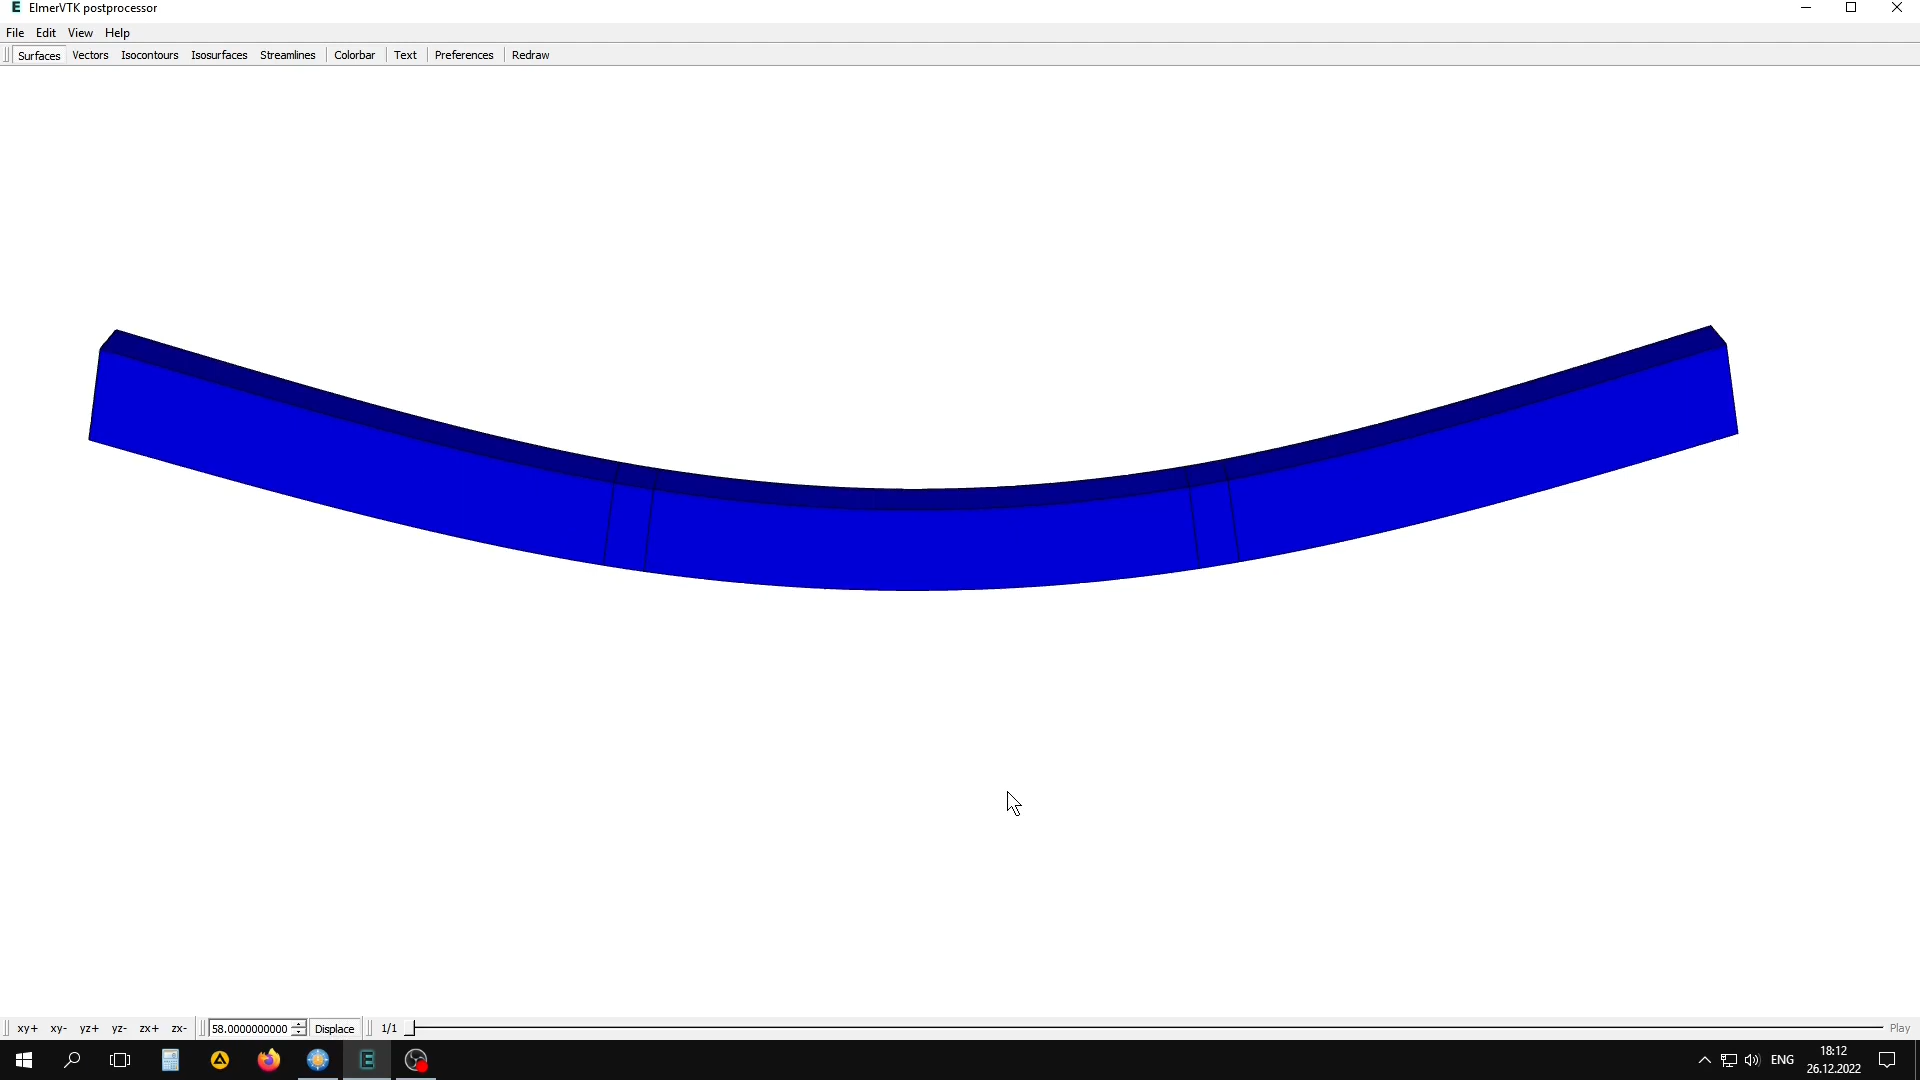 E ElmerVTK postprocessor
File Edit View Help
Surfaces Vectors Isocontours Isosurfaces Streamlines Colorbar Text Preferences Redraw
xy+ xy- yz+ yz- zx+ zx- 58.0000000000 Displace 1/1 Play
E ENG 18:12
26.12.2022